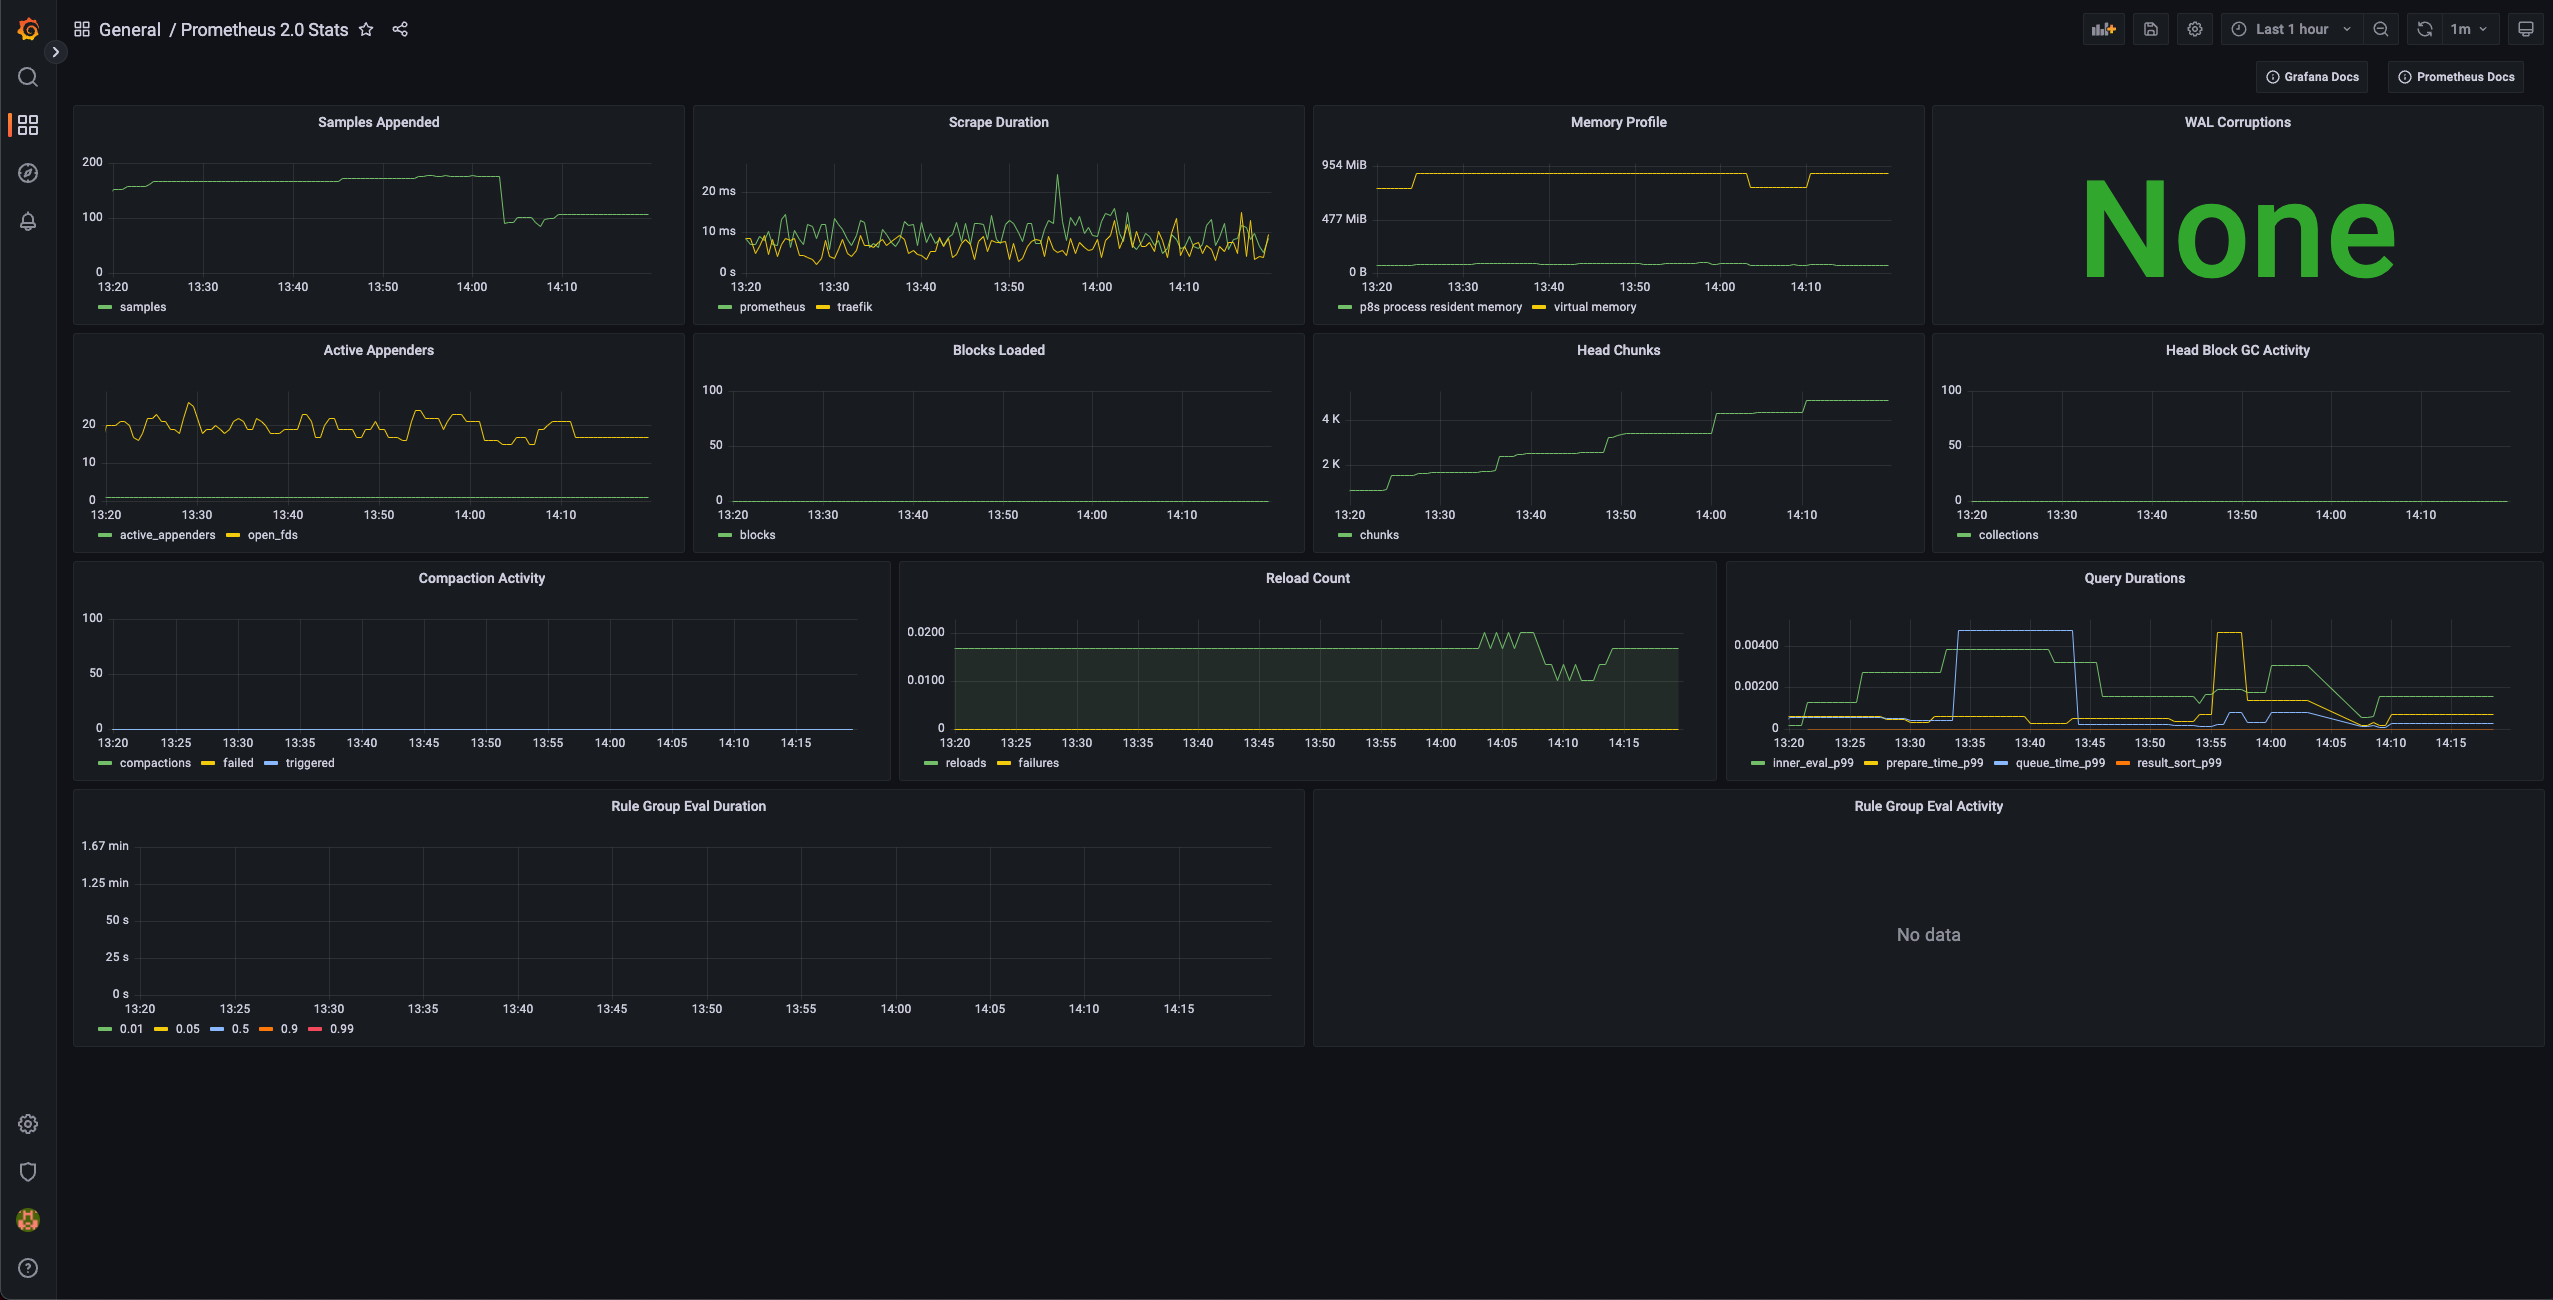 General / Prometheus 2.0 Stats
Last 1 hour
1m
Grafana Docs
Prometheus Docs
Samples Appended
200
100
0
13:20 13:30 13:40 13:50 14:00 14:10
samples
Scrape Duration
20 ms
10 ms
0 s
13:20 13:30 13:40 13:50 14:00 14:10
prometheus traefik
Memory Profile
954 MiB
477 MiB
0 B
13:20 13:30 13:40 13:50 14:00 14:10
p8s process resident memory virtual memory
WAL Corruptions
None
Active Appenders
20
10
0
13:20 13:30 13:40 13:50 14:00 14:10
active_appenders open_fds
Blocks Loaded
100
50
0
13:20 13:30 13:40 13:50 14:00 14:10
blocks
Head Chunks
4 K
2 K
13:20 13:30 13:40 13:50 14:00 14:10
chunks
Head Block GC Activity
100
50
0
13:20 13:30 13:40 13:50 14:00 14:10
collections
Compaction Activity
100
50
0
13:20 13:25 13:30 13:35 13:40 13:45 13:50 13:55 14:00 14:05 14:10 14:15
compactions failed triggered
Reload Count
0.0200
0.0100
0
13:20 13:25 13:30 13:35 13:40 13:45 13:50 13:55 14:00 14:05 14:10 14:15
reloads failures
Query Durations
0.00400
0.00200
0
13:20 13:25 13:30 13:35 13:40 13:45 13:50 13:55 14:00 14:05 14:10 14:15
inner_eval_p99 prepare_time_p99 queue_time_p99 result_sort_p99
Rule Group Eval Duration
1.67 min
1.25 min
50 s
25 s
0 s
13:20 13:25 13:30 13:35 13:40 13:45 13:50 13:55 14:00 14:05 14:10 14:15
0.01 0.05 0.5 0.9 0.99
Rule Group Eval Activity
No data